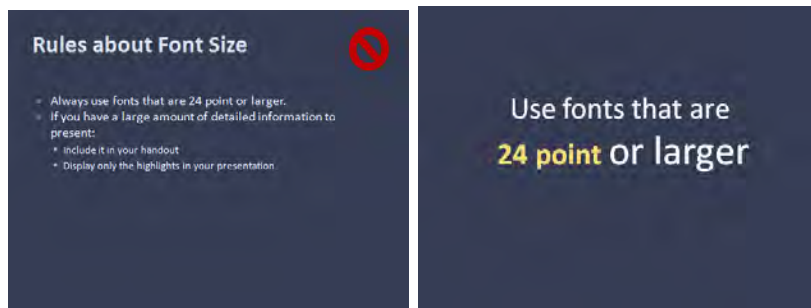 Rules about Font Size
Always use fonts that are 24 point or larger.
If you have a large amount of detailed information to
present:
Include it in your handout
Display only the highlights in your presentation
Use fonts that are
24 point or larger